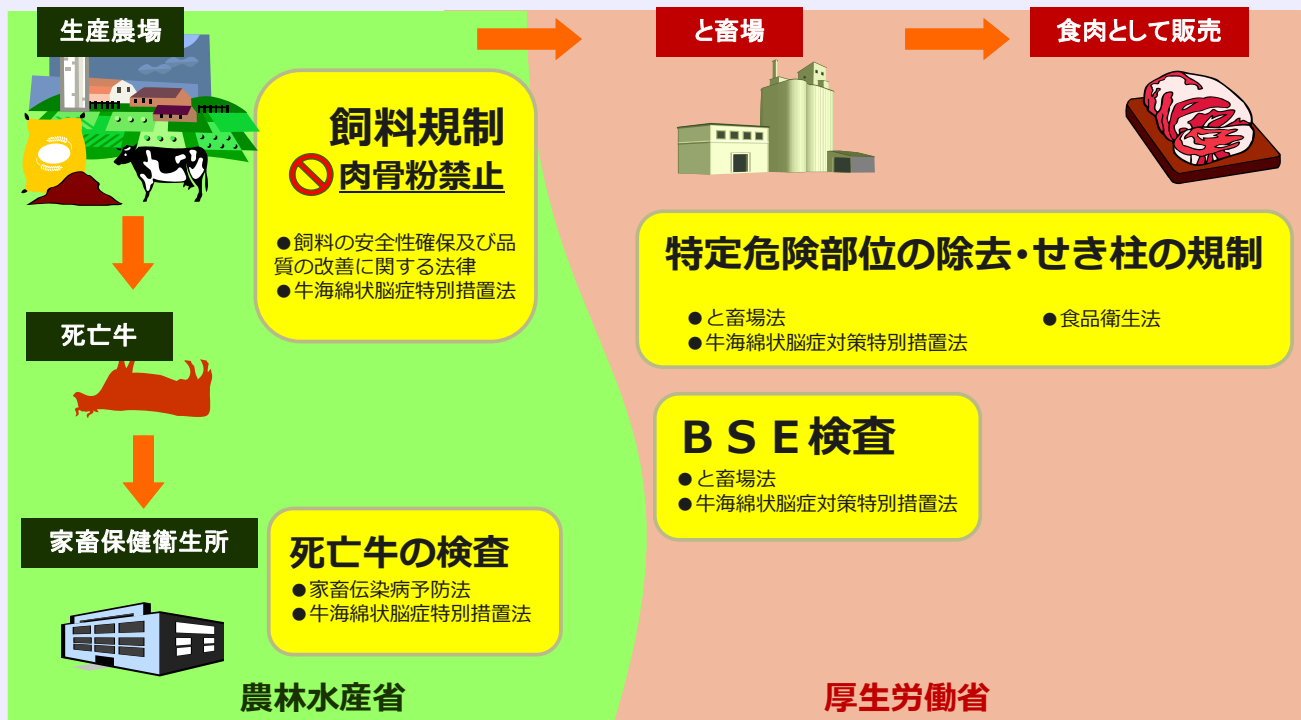 生産農場
と畜場
食肉として販売
飼料規制
肉骨粉禁止
●飼料の安全性確保及び品
質の改善に関する法律
●牛海綿状脳症特別措置法
特定危険部位の除去・せき柱の規制
●と畜場法
●牛海綿状脳症対策特別措置法
●食品衛生法
死亡牛
BSE検査
●と畜場法
●牛海綿状脳症対策特別措置法
家畜保健衛生所
死亡牛の検査
●家畜伝染病予防法
●牛海綿状脳症特別措置法
農林水産省
厚生労働省